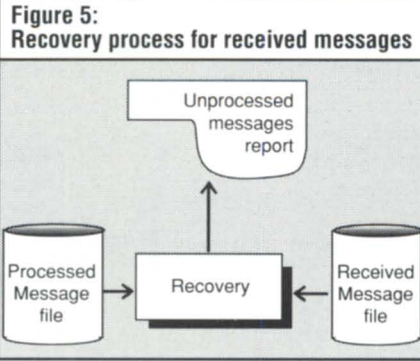 Figure 5:
Recovery process for received messages
Unprocessed
messages
report
Processed
Message
file
Recovery
Received
Message
file